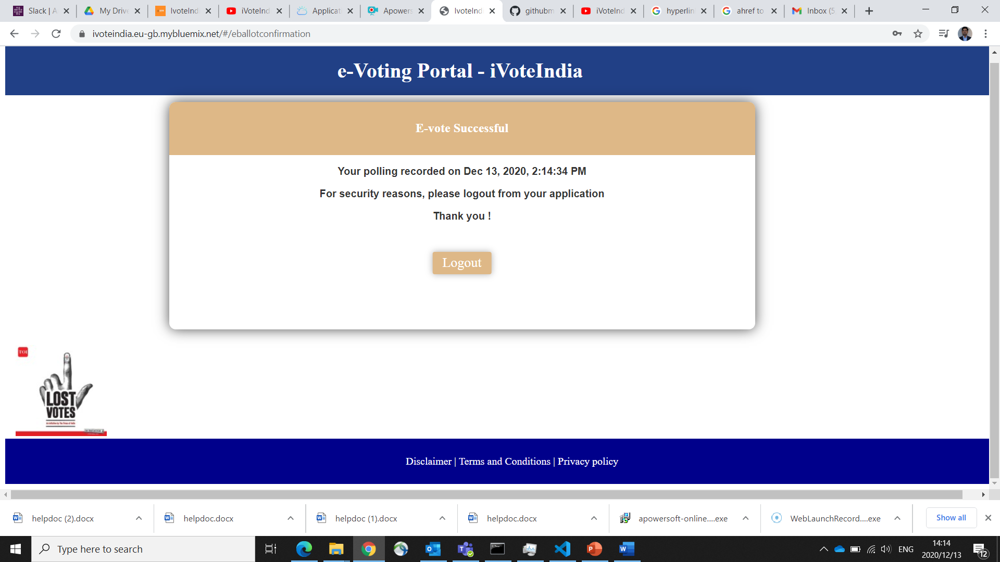 Slack | A
My Drive
IvoteInd
iVoteInd
Applicat
Apowers
IvoteInd
githubm
iVoteInd
hyperlin
ahref to
Inbox (5
ivoteindia.eu-gb.mybluemix.net/#/eballotconfirmation
e-Voting Portal - iVoteIndia
E-vote Successful
Your polling recorded on Dec 13, 2020, 2:14:34 PM
For security reasons, please logout from your application
Thank you !
Logout
TOI
LOST
VOTES
Disclaimer | Terms and Conditions | Privacy policy
helpdoc (2).docx
helpdoc.docx
helpdoc (1).docx
helpdoc.docx
apowersoft-online....exe
WebLaunchRecord....exe
Show all
Type here to search
ENG
14:14
2020/12/13
12